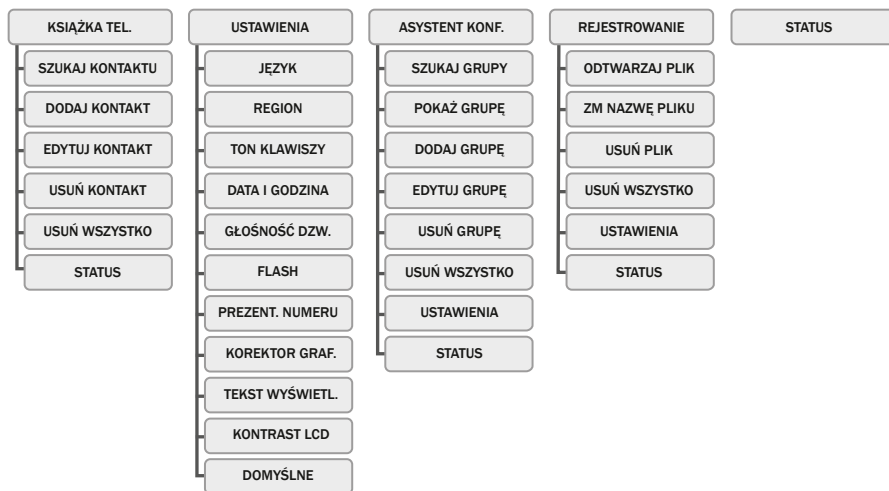 KSIĄŻKA TEL.
SZUKAJ KONTAKTU
DODAJ KONTAKT
EDYTUJ KONTAKT
USUŃ KONTAKT
USUŃ WSZYSTKO
STATUS
USTAWIENIA
JĘZYK
REGION
TON KLAWISZY
DATA I GODZINA
GŁOŚNOŚĆ DZW.
FLASH
PREZENT. NUMERU
KOREKTOR GRAF.
TEKST WYŚWIETL.
KONTRAST LCD
DOMYŚLNE
ASYSTENT KONF.
SZUKAJ GRUPY
POKAŻ GRUPĘ
DODAJ GRUPĘ
EDYTUJ GRUPĘ
USUŃ GRUPĘ
USUŃ WSZYSTKO
USTAWIENIA
STATUS
REJESTROWANIE
ODTWARZAJ PLIK
ZM NAZWĘ PLIKU
USUŃ PLIK
USUŃ WSZYSTKO
USTAWIENIA
STATUS
STATUS